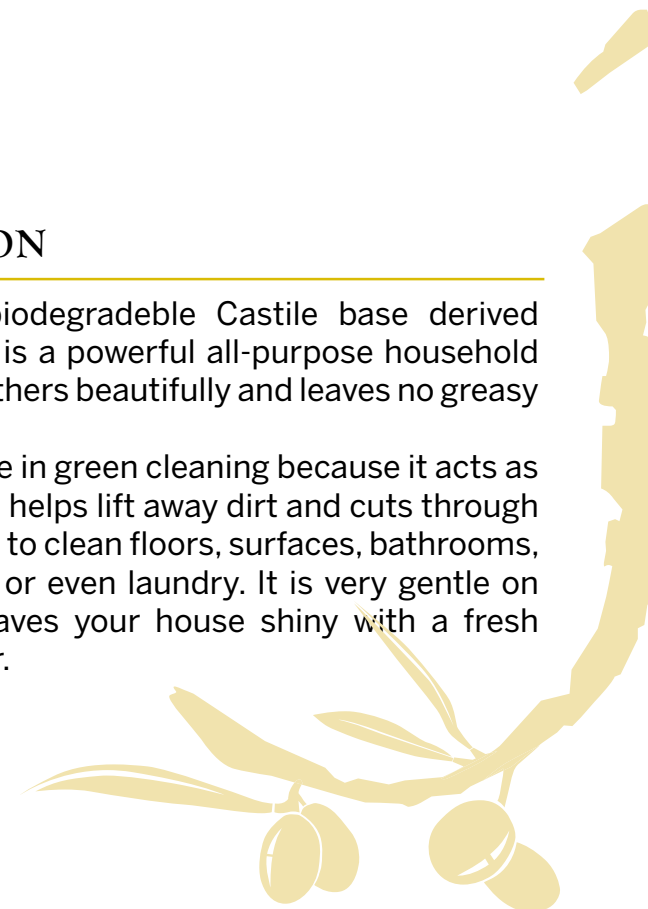 ON
iodegradeble Castile base derived
is a powerful all-purpose household
thers beautifully and leaves no greasy
e in green cleaning because it acts as
helps lift away dirt and cuts through
to clean floors, surfaces, bathrooms,
or even laundry. It is very gentle on
aves your house shiny with a fresh
r.